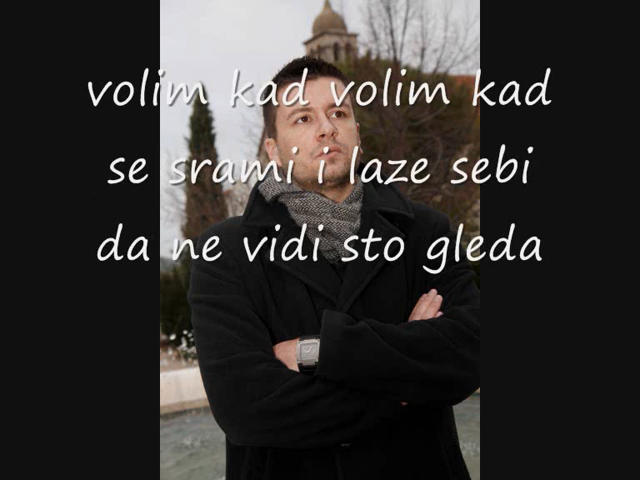 volim kad volim kad
se srami i laze sebi
da ne vidi sto gleda